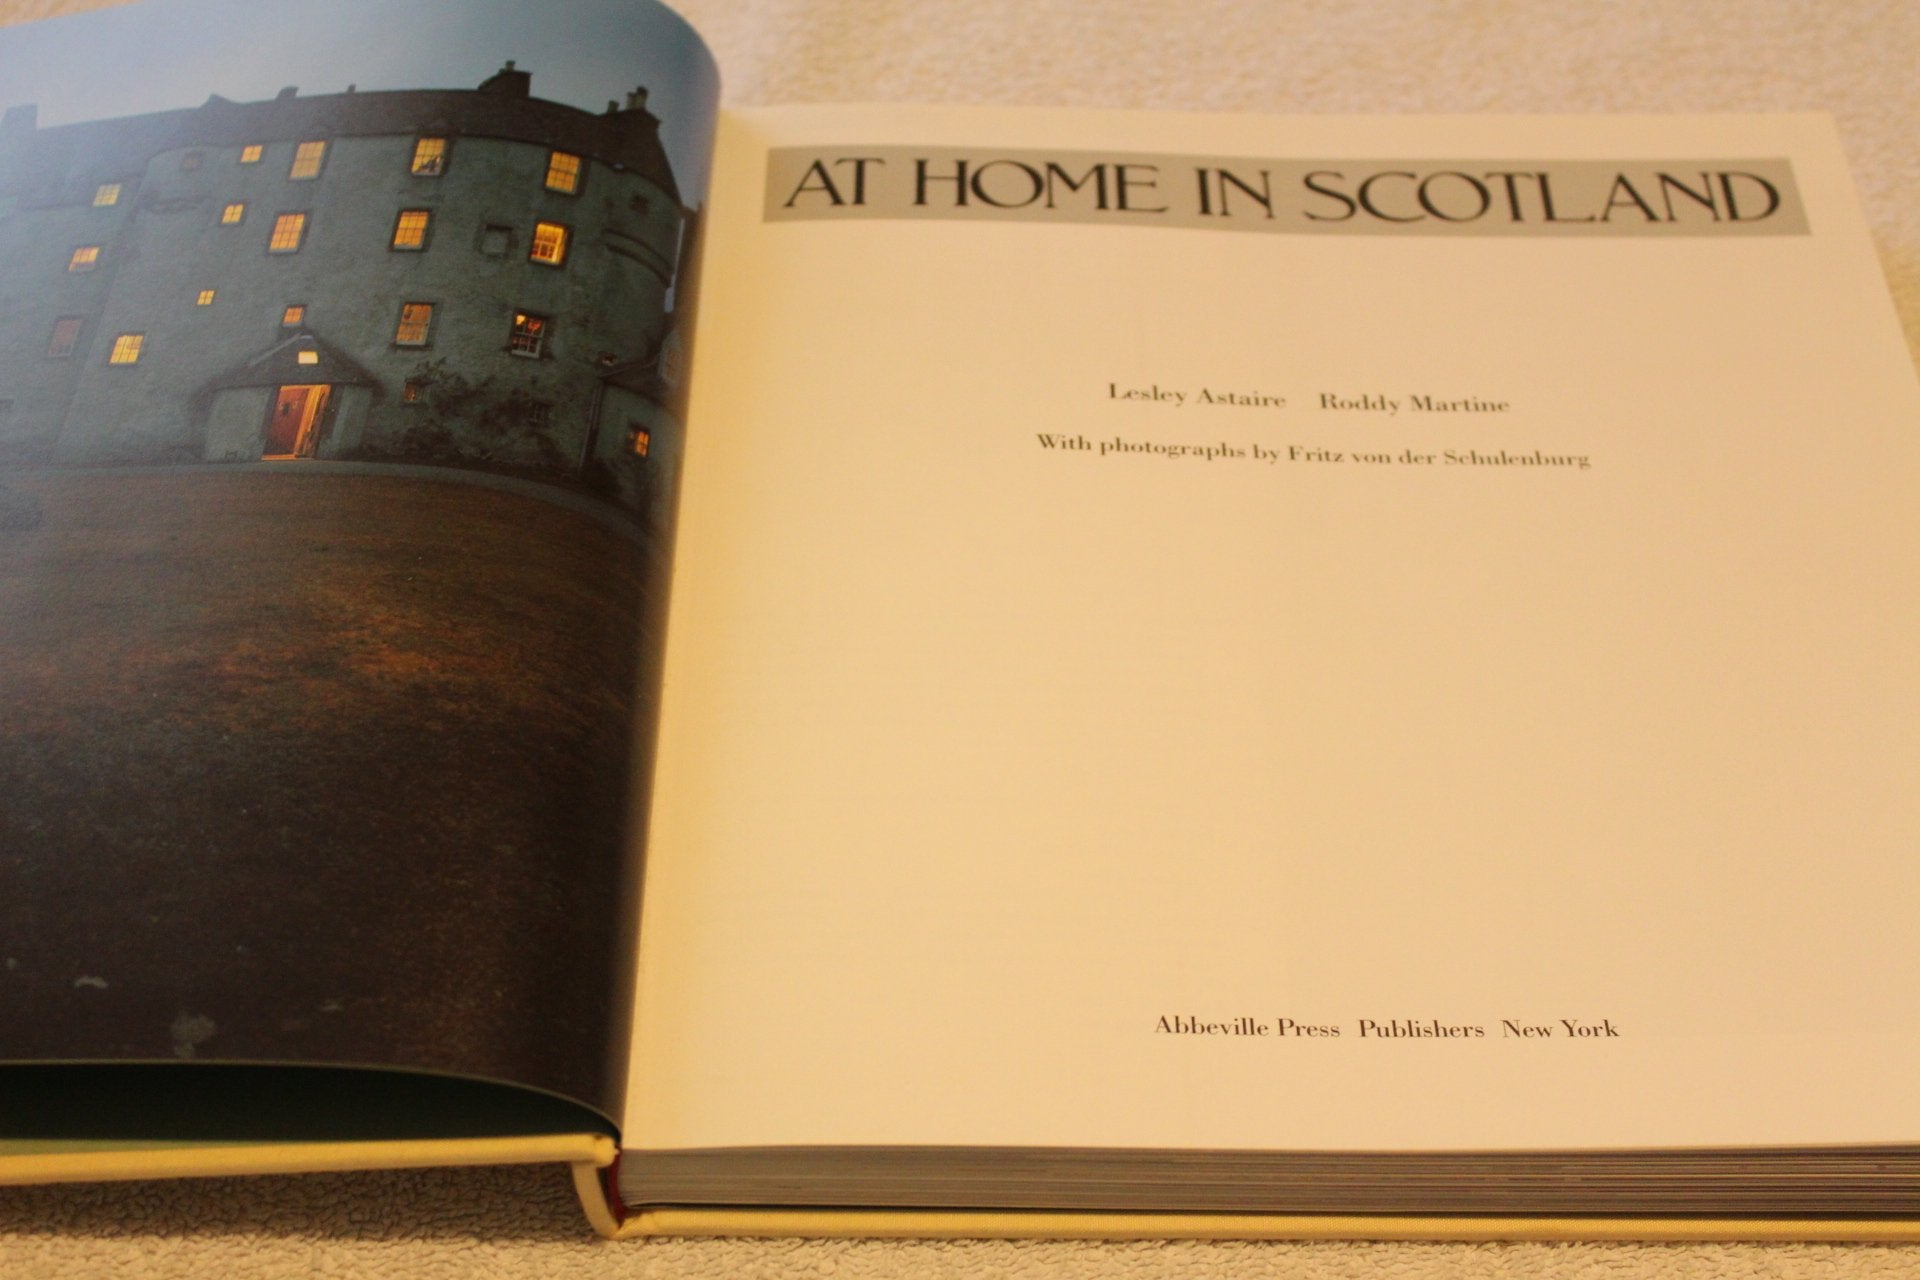 AT HOME IN SCOTLAND
Lesley Astaire Roddy Martine
With photographs by Fritz von der Schulenburg
Abbeville Press Publishers New York